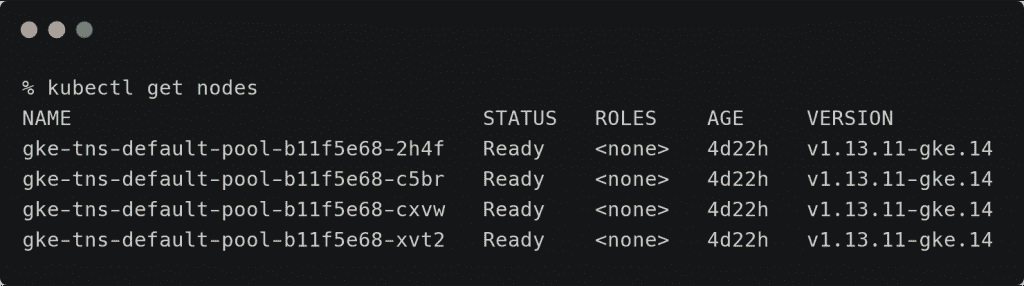 % kubectl get nodes
NAME STATUS ROLES AGE VERSION
gke-tns-default-pool-b11f5e68-2h4f Ready <none> 4d22h v1.13.11-gke.14
gke-tns-default-pool-b11f5e68-c5br Ready <none> 4d22h v1.13.11-gke.14
gke-tns-default-pool-b11f5e68-cxvw Ready <none> 4d22h v1.13.11-gke.14
gke-tns-default-pool-b11f5e68-xvt2 Ready <none> 4d22h v1.13.11-gke.14